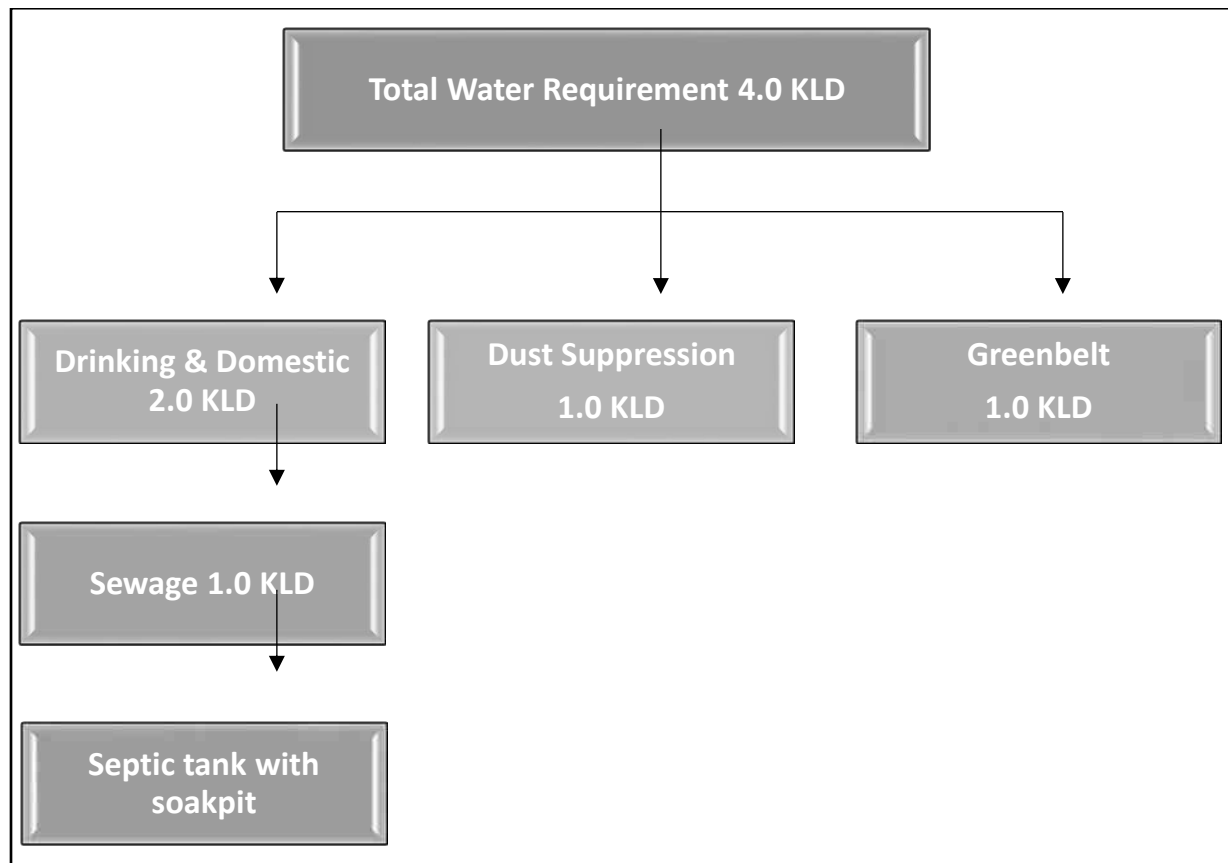 Total Water Requirement 4.0 KLD
Drinking & Domestic
2.0 KLD
Dust Suppression
1.0 KLD
Greenbelt
1.0 KLD
Sewage 1.0 KLD
Septic tank with
soakpit